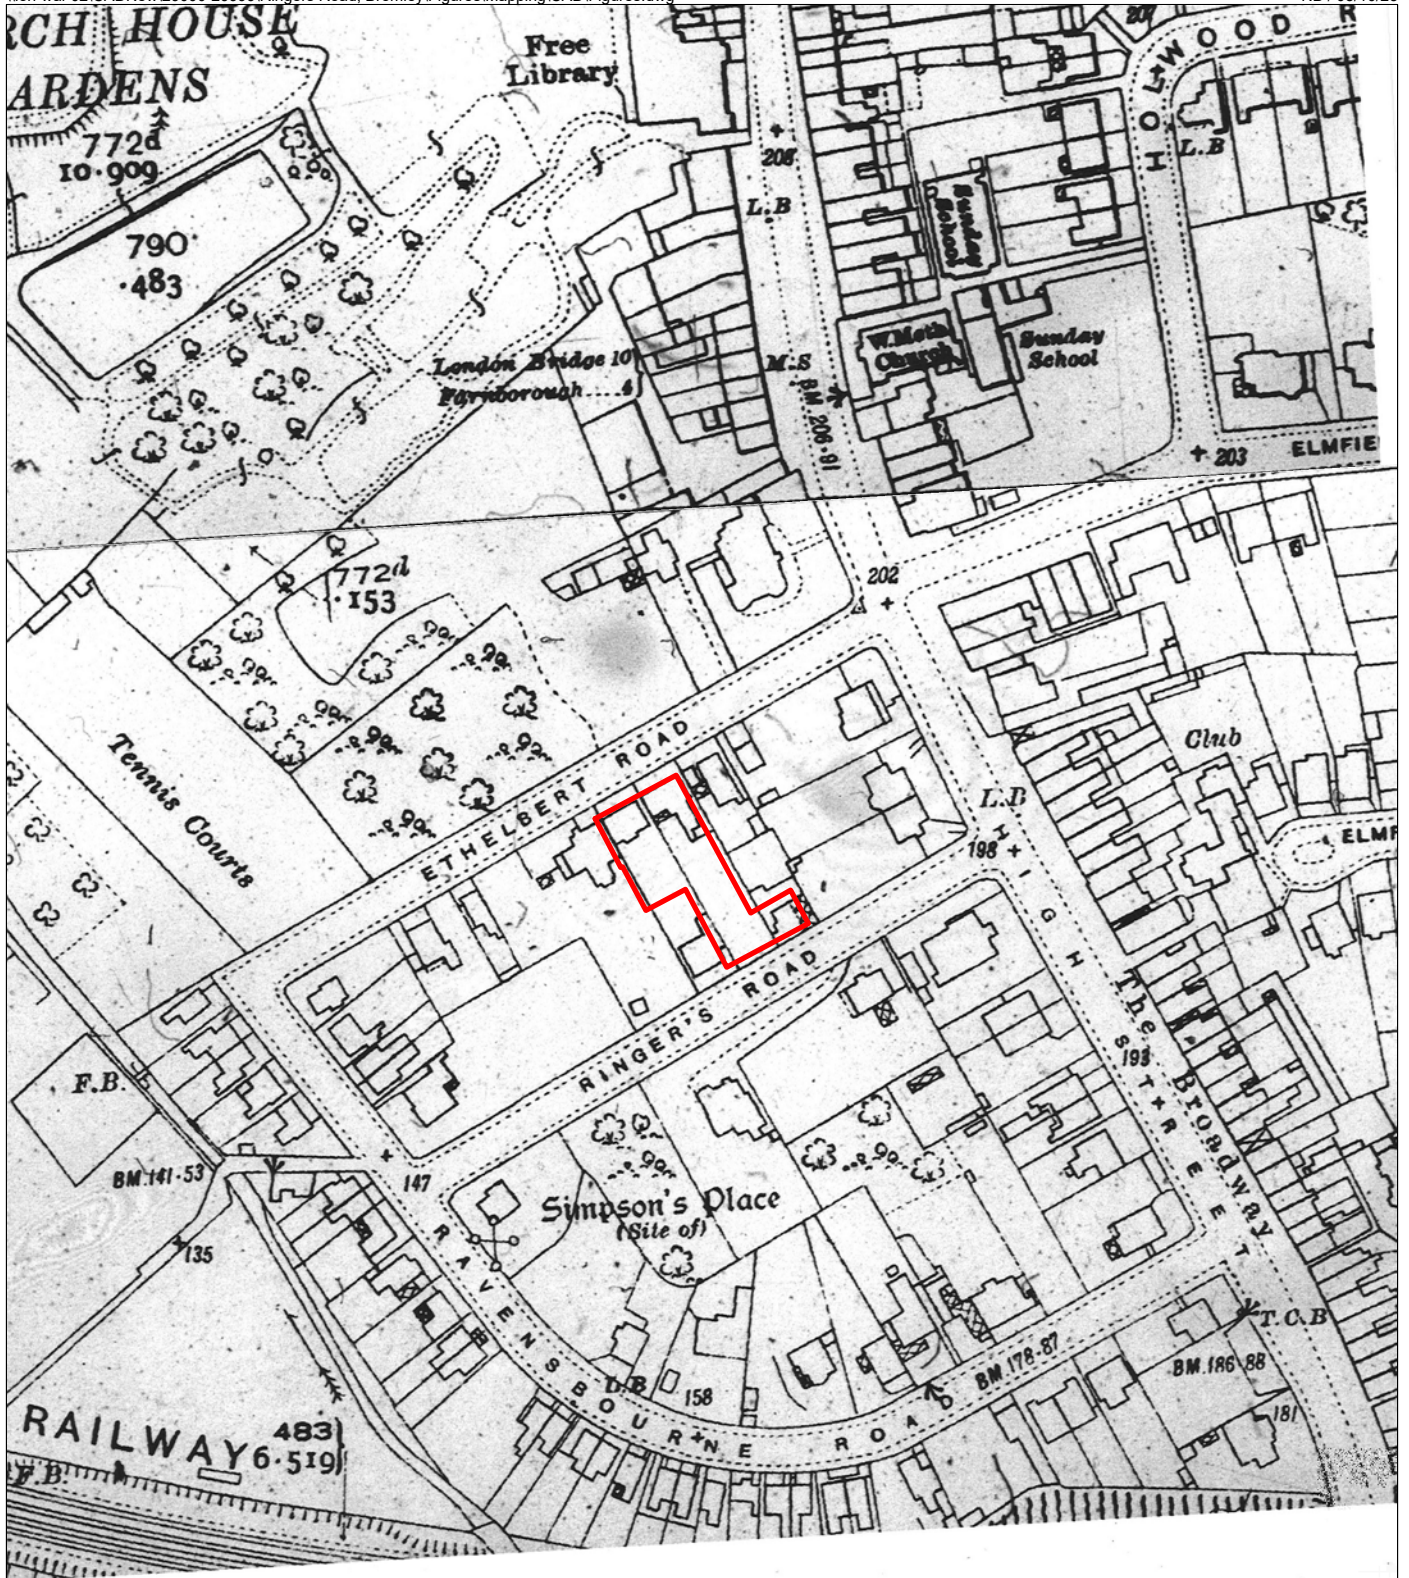 RCH HOUSE
ARDENS
772d
10·909
790
·483
Free
Library
207
HOLWOOD R
L.B
208
L.B
Sunday
School
W.Meth.
Church
Sunday
School
London Bridge 10
Farnborough.....4
M.S
B.M 206·91
203
ELMFIE
772d
·153
202
Tennis Courts
ETHELBERT ROAD
Club
L.B
198
ELMF
HIGH STREET
RINGER'S ROAD
The Broadway
193
F.B.
BM.141·53
147
135
Simpson's Place
(Site of)
RAVENSBOURNE ROAD
L.B
158
BM 178·87
T.C.B
BM.186·88
181
RAILWAY
483
6·519
F.B.